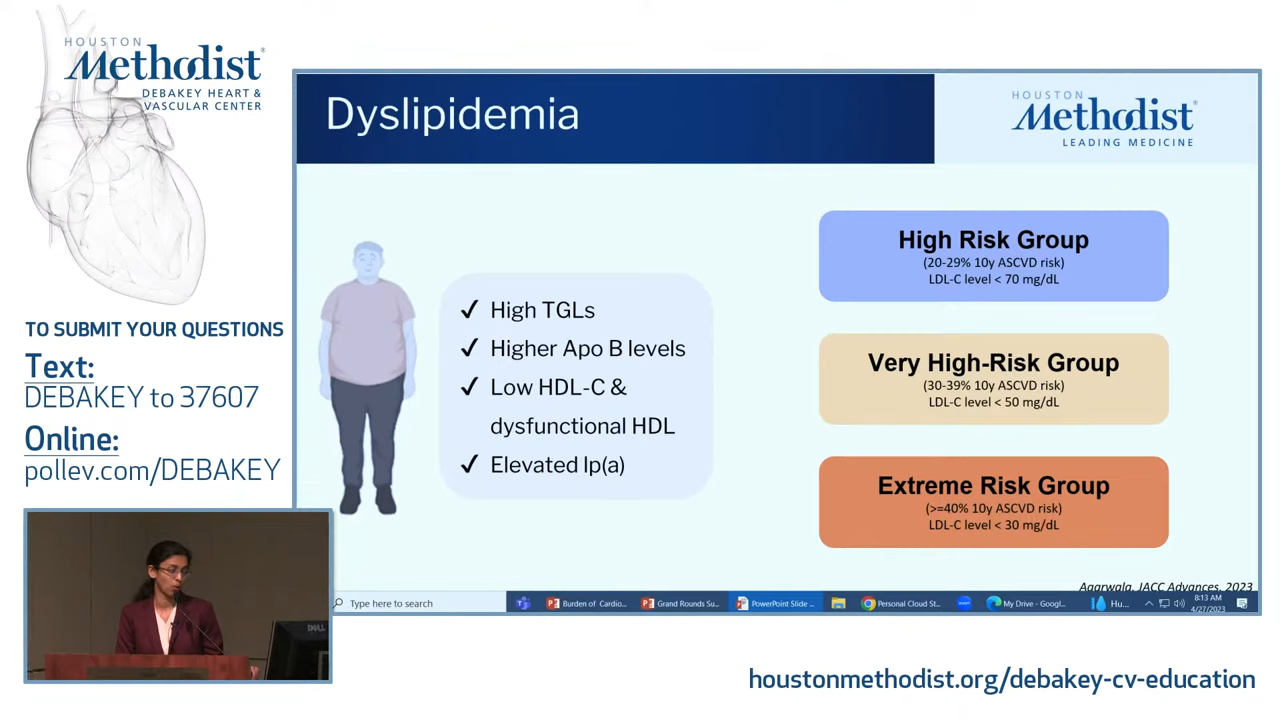 HOUSTON
Methodist
DEBAKEY HEART &
VASCULAR CENTER
TO SUBMIT YOUR QUESTIONS
Text:
DEBAKEY to 37607
Online:
pollev.com/DEBAKEY
Dyslipidemia
HOUSTON
Methodist
LEADING MEDICINE
✓ High TGLs
✓ Higher Apo B levels
✓ Low HDL-C &
dysfunctional HDL
✓ Elevated lp(a)
High Risk Group
(20-29% 10y ASCVD risk)
LDL-C level < 70 mg/dL
Very High-Risk Group
(30-39% 10y ASCVD risk)
LDL-C level < 50 mg/dL
Extreme Risk Group
(>=40% 10y ASCVD risk)
LDL-C level < 30 mg/dL
Agarwala, JACC Advances, 2023
Type here to search
Burden of Cardio...
Grand Rounds Su...
PowerPoint Slide ...
Personal Cloud St...
My Drive - Googl...
Hu...
8:13 AM
4/27/2023
DELL
houstonmethodist.org/debakey-cv-education